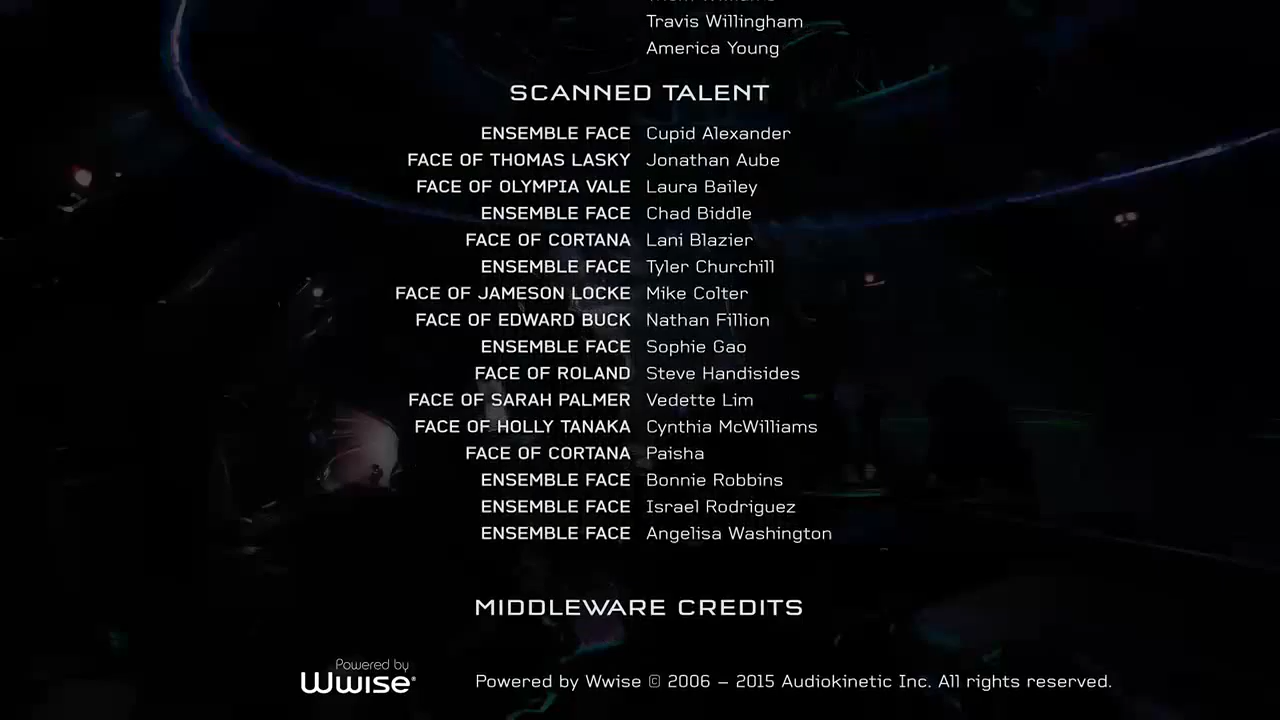 Travis Willingham
America Young
SCANNED TALENT
ENSEMBLE FACE Cupid Alexander
FACE OF THOMAS LASKY Jonathan Aube
FACE OF OLYMPIA VALE Laura Bailey
ENSEMBLE FACE Chad Biddle
FACE OF CORTANA Lani Blazier
ENSEMBLE FACE Tyler Churchill
FACE OF JAMESON LOCKE Mike Colter
FACE OF EDWARD BUCK Nathan Fillion
ENSEMBLE FACE Sophie Gao
FACE OF ROLAND Steve Handisides
FACE OF SARAH PALMER Vedette Lim
FACE OF HOLLY TANAKA Cynthia McWilliams
FACE OF CORTANA Paisha
ENSEMBLE FACE Bonnie Robbins
ENSEMBLE FACE Israel Rodriguez
ENSEMBLE FACE Angelisa Washington
MIDDLEWARE CREDITS
Powered by
Wwise®
Powered by Wwise © 2006 – 2015 Audiokinetic Inc. All rights reserved.